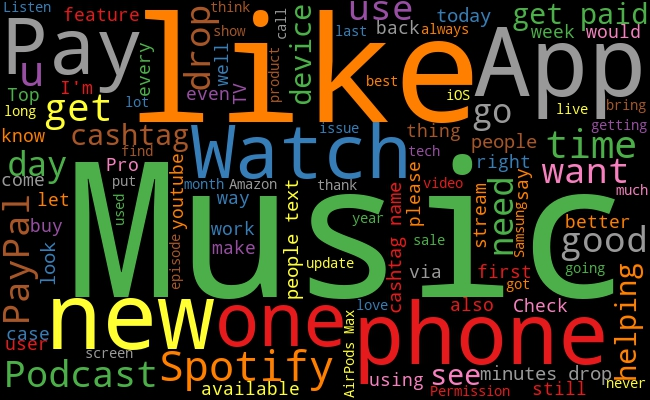 Listen
feature
drop
think
use
today
get paid
Pay
like
App
show
call
last
back
always
week
would
u
I'm
every
well
product
device
Top
lot
even
TV
best
iOS
live
bring
long
get
go
getting
know
cashtag
Watch
issue
thing
people
time
find
tech
right
day
Pro
youtube
please
want
come
put
month
Amazon
thank
video
say
much
let
used
way
people text
year
cashtag name
stream
need
Samsung
better
PayPal
buy
Music
work
sale
good
look
make
update
via
first
going
episode
got
new
one
love
phone
also
Check
helping
case
user
screen
AirPods Max
Podcast
Spotify
using
see
minutes drop
available
Permission
still
never